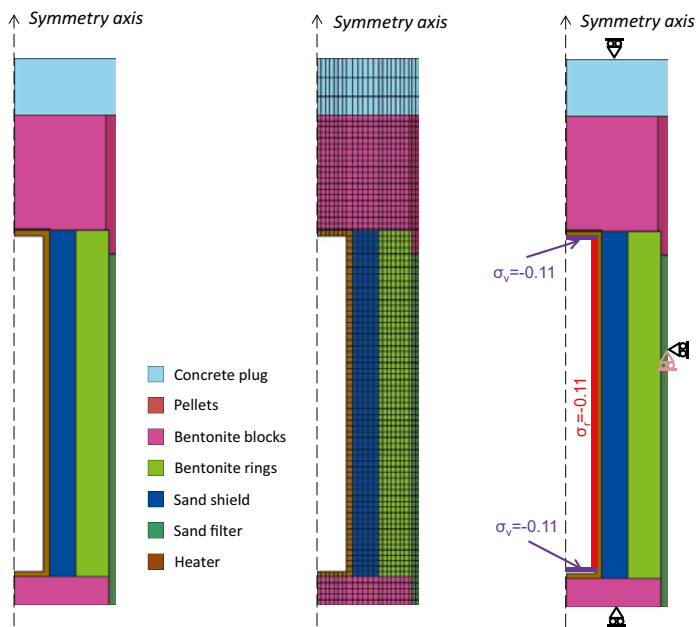 Symmetry axis
Symmetry axis
Symmetry axis
σv=-0.11
σr=-0.11
σv=-0.11
Concrete plug
Pellets
Bentonite blocks
Bentonite rings
Sand shield
Sand filter
Heater